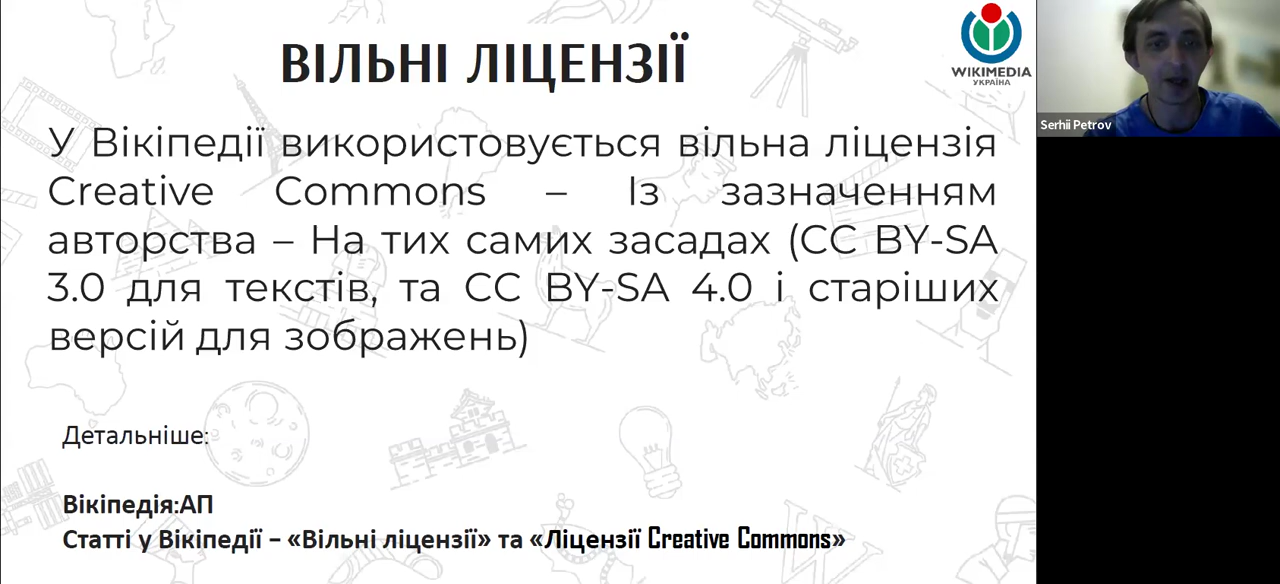 ВІЛЬНІ ЛІЦЕНЗІЇ
WIKIMEDIA
УКРАЇНА
Serhii Petrov
У Вікіпедії використовується вільна ліцензія
Creative Commons – Із зазначенням
авторства – На тих самих засадах (CC BY-SA
3.0 для текстів, та CC BY-SA 4.0 і старіших
версій для зображень)
Детальніше:
Вікіпедія:АП
Статті у Вікіпедії – «Вільні ліцензії» та «Ліцензії Creative Commons»